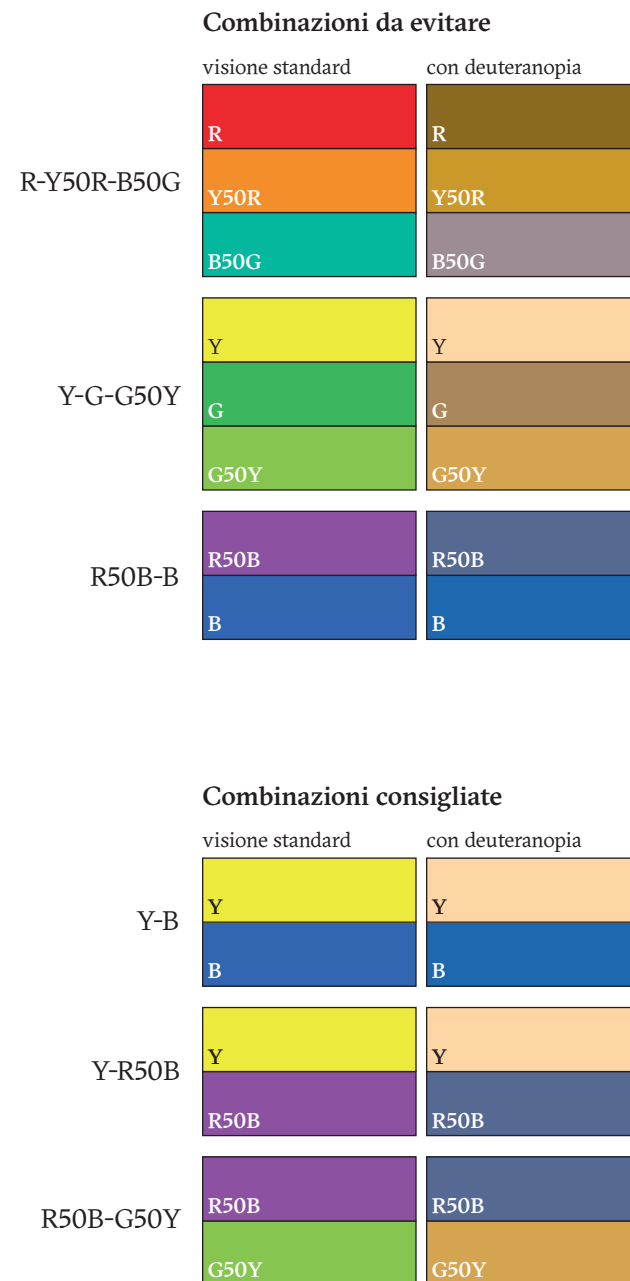 Combinazioni da evitare
visione standard con deuteranopia
R-Y50R-B50G
R R
Y50R Y50R
B50G B50G
Y-G-G50Y
Y Y
G G
G50Y G50Y
R50B-B
R50B R50B
B B
Combinazioni consigliate
visione standard con deuteranopia
Y-B
Y Y
B B
Y-R50B
Y Y
R50B R50B
R50B-G50Y
R50B R50B
G50Y G50Y